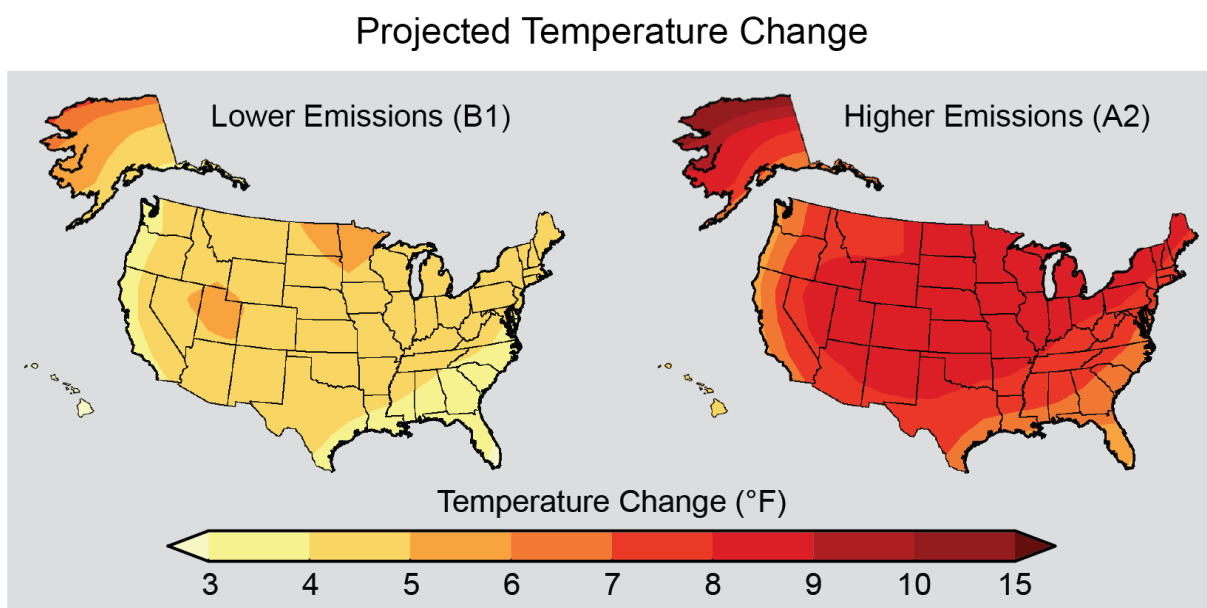 Projected Temperature Change
Lower Emissions (B1)
Higher Emissions (A2)
Temperature Change (°F)
3 4 5 6 7 8 9 10 15